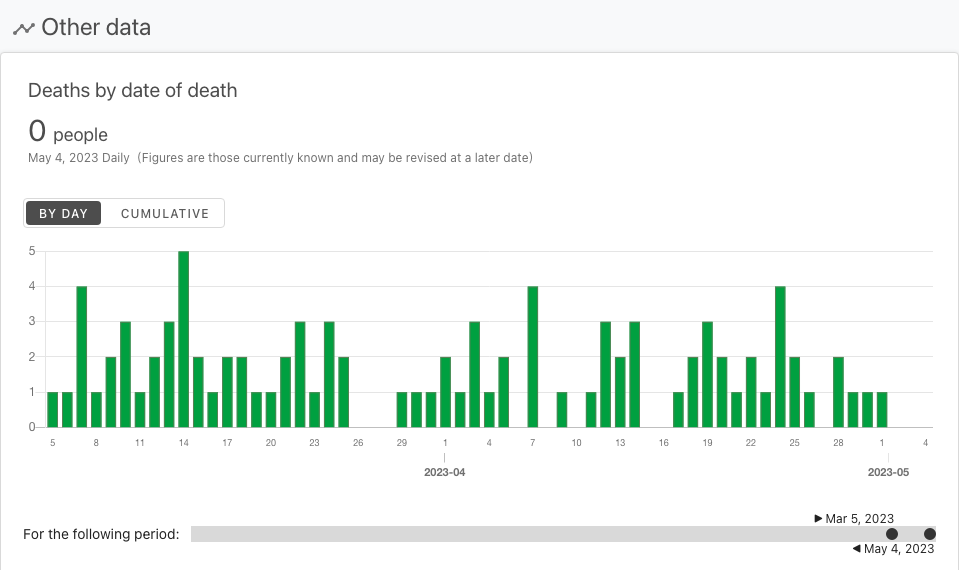 Other data
Deaths by date of death
0 people
May 4, 2023 Daily (Figures are those currently known and may be revised at a later date)
BY DAY CUMULATIVE
5
4
3
2
1
0
5 8 11 14 17 20 23 26 29 1 4 7 10 13 16 19 22 25 28 1 4
2023-04 2023-05
Mar 5, 2023
For the following period:
May 4, 2023